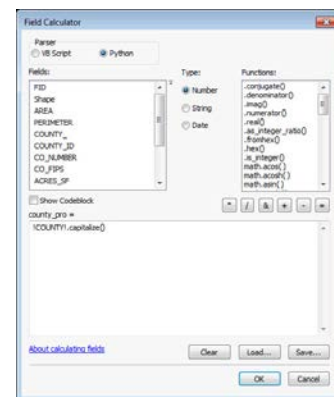 Field Calculator
Parser
VB Script
Python
Fields:
FID
Shape
AREA
PERIMETER
COUNTY_
COUNTY_ID
CO_NUMBER
CO_FIPS
ACRES_SF
Type:
Number
String
Date
Functions:
.conjugate()
.denominator()
.imag()
.numerator()
.real()
.as_integer_ratio()
.fromhex()
.hex()
.is_integer()
math.acos( )
math.acosh( )
math.asin( )
Show Codeblock
* / & + - =
county_pro =
!COUNTY!.capitalize()
About calculating fields
Clear
Load...
Save...
OK
Cancel